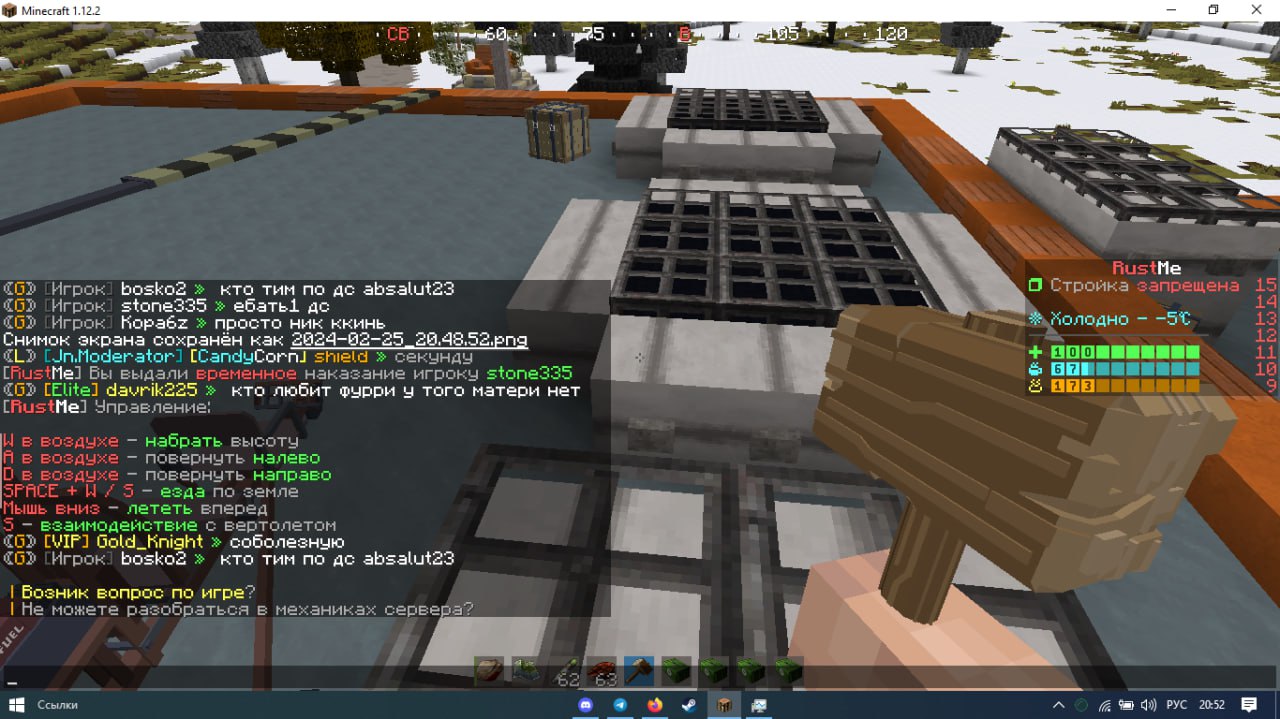 Minecraft 1.12.2
СВ 60 75 В 105 120
(G) [Игрок] bosko2 » кто тим по дс absalut23
(G) [Игрок] stone335 » ебать1 дс
(G) [Игрок] Кораbz » просто ник ккинь
Снимок экрана сохранён как 2024-02-25_20.48.52.png
(L) [Jn.Moderator] [CandyCorn] shield » секунду
[RustMe] Вы выдали временное наказание игроку stone335
(G) [Elite] davrik225 » кто любит фурри у того матери нет
[RustMe] Управление:
W в воздухе - набрать высоту
A в воздухе - повернуть налево
D в воздухе - повернуть направо
SPACE + W / S - езда по земле
Мышь вниз - лететь вперёд
S - взаимодействие с вертолетом
(G) [VIP] Gold_Knight » соболезную
(G) [Игрок] bosko2 » кто тим по дс absalut23
| Возник вопрос по игре?
| Не можете разобраться в механиках сервера?
RustMe
Стройка запрещена 15
14
Холодно - -5℃ 13
12
100 11
67 10
173 9
FUEL
62 63
_
Ссылки
РУС 20:52